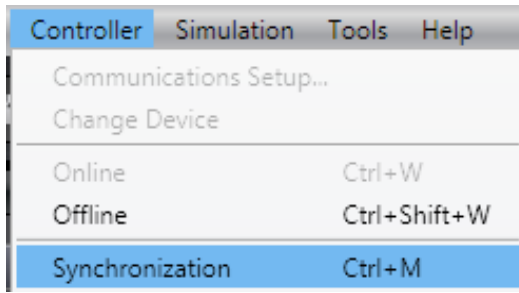 Controller Simulation Tools Help
Communications Setup...
Change Device
Online Ctrl+W
Offline Ctrl+Shift+W
Synchronization Ctrl+M